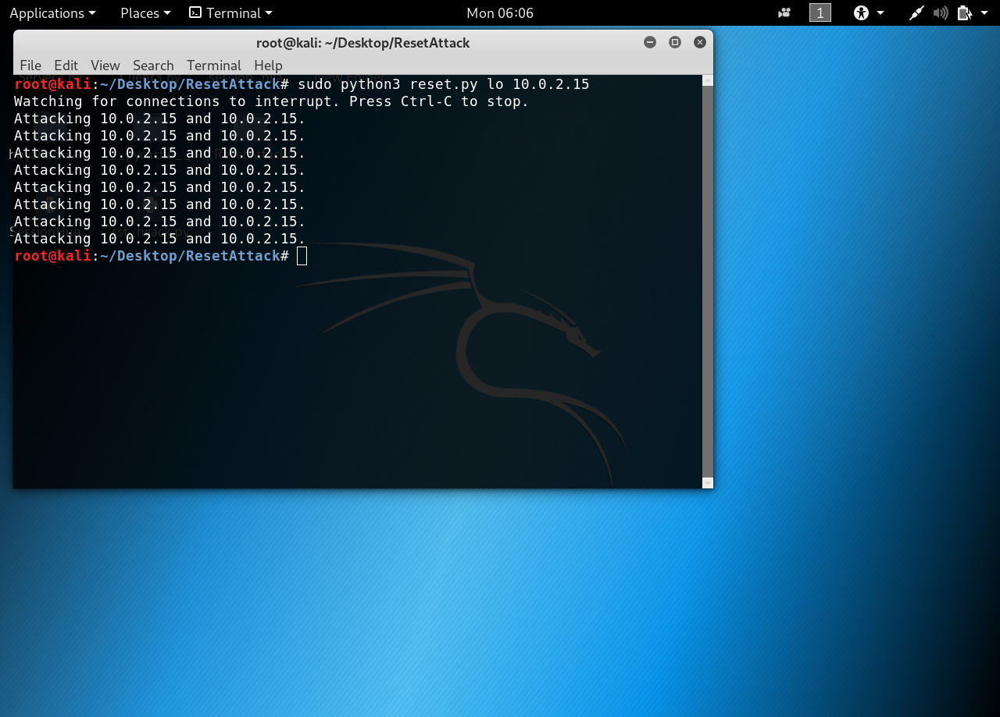 Applications Places Terminal Mon 06:06 1
root@kali: ~/Desktop/ResetAttack
File Edit View Search Terminal Help
root@kali:~/Desktop/ResetAttack# sudo python3 reset.py lo 10.0.2.15
Watching for connections to interrupt. Press Ctrl-C to stop.
Attacking 10.0.2.15 and 10.0.2.15.
Attacking 10.0.2.15 and 10.0.2.15.
Attacking 10.0.2.15 and 10.0.2.15.
Attacking 10.0.2.15 and 10.0.2.15.
Attacking 10.0.2.15 and 10.0.2.15.
Attacking 10.0.2.15 and 10.0.2.15.
Attacking 10.0.2.15 and 10.0.2.15.
Attacking 10.0.2.15 and 10.0.2.15.
root@kali:~/Desktop/ResetAttack#